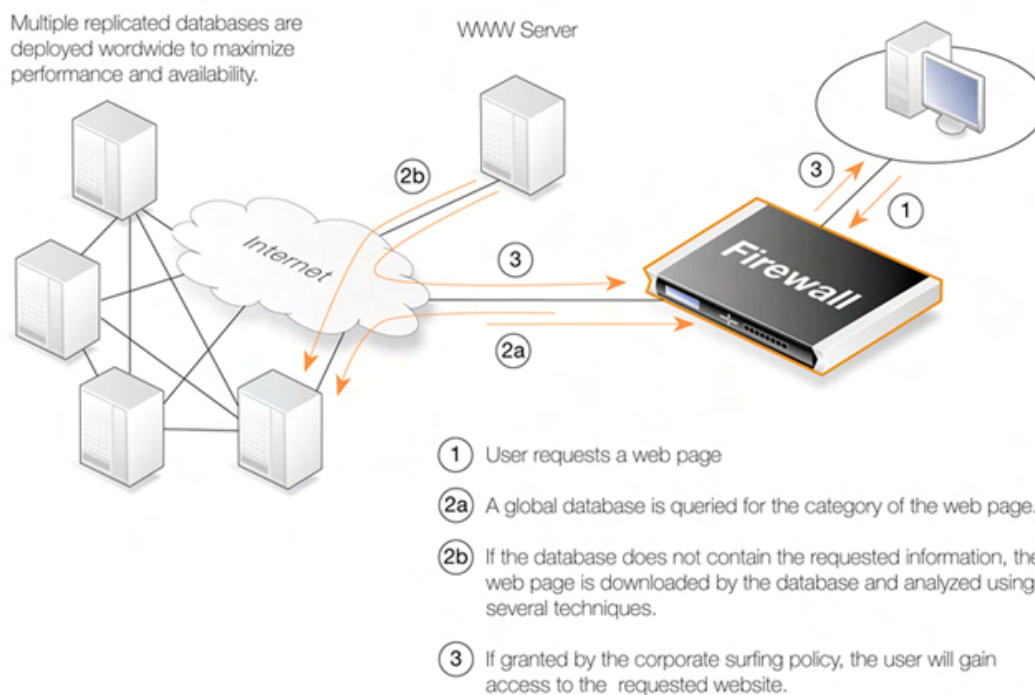 Multiple replicated databases are
deployed wordwide to maximize
performance and availability.
WWW Server
2b
3
1
Internet
3
Firewall
2a
1 User requests a web page
2a A global database is queried for the category of the web page.
2b If the database does not contain the requested information, the
web page is downloaded by the database and analyzed using
several techniques.
3 If granted by the corporate surfing policy, the user will gain
access to the requested website.